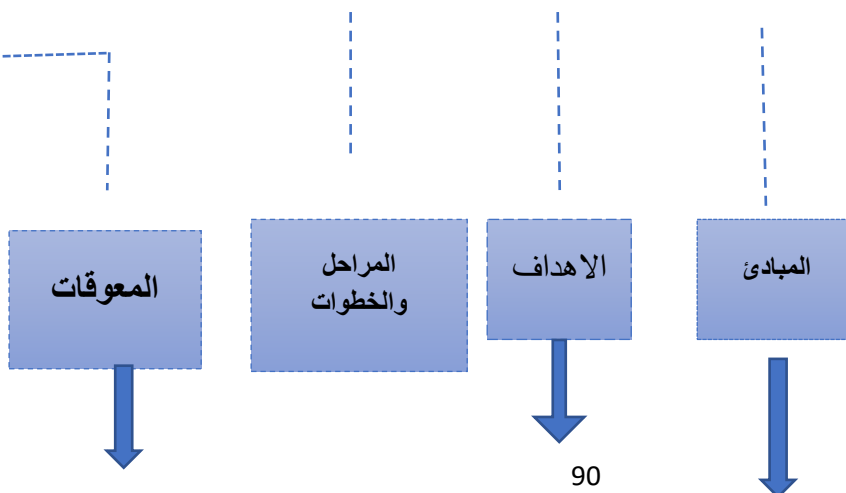 المبادئ
الاهداف
المراحل
والخطوات
المعوقات
90